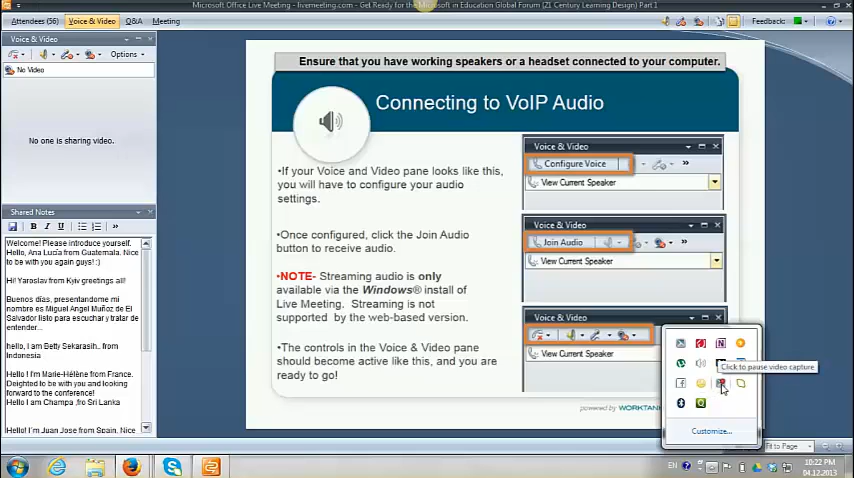 Microsoft Office Live Meeting - livemeeting.com - Get Ready for the Microsoft in Education Global Forum (21 Century Learning Design) Part 1
Attendees (56)
Voice & Video
Q&A
Meeting
Feedback:
Voice & Video
Options
No Video
No one is sharing video.
Shared Notes
B I U
Welcome! Please introduce yourself.
Hello, Ana Lucía from Guatemala. Nice
to be with you again guys! :)
Hi! Yaroslav from Kyiv greetings all!
Buenos días, presentandome mi
nombre es Miguel Angel Muñoz de El
Salvador listo para escuchar y tratar de
entender...
hello, I am Betty Sekarasih.. from
Indonesia
Hello ! I'm Marie-Hélène from France.
Deighted to be with you and looking
forward to the conference!
Hello I am Champa ,fro Sri Lanka
Hello! I´m Juan Jose from Spain. Nice
Ensure that you have working speakers or a headset connected to your computer.
Connecting to VoIP Audio
•If your Voice and Video pane looks like this,
you will have to configure your audio
settings.
•Once configured, click the Join Audio
button to receive audio.
•NOTE- Streaming audio is only
available via the Windows® install of
Live Meeting. Streaming is not
supported by the web-based version.
•The controls in the Voice & Video pane
should become active like this, and you are
ready to go!
Voice & Video
Configure Voice
View Current Speaker
Voice & Video
Join Audio
View Current Speaker
Voice & Video
View Current Speaker
powered by WORKTAN
Click to pause video capture
Customize...
Fit to Page
EN
10:22 PM
04.12.2013